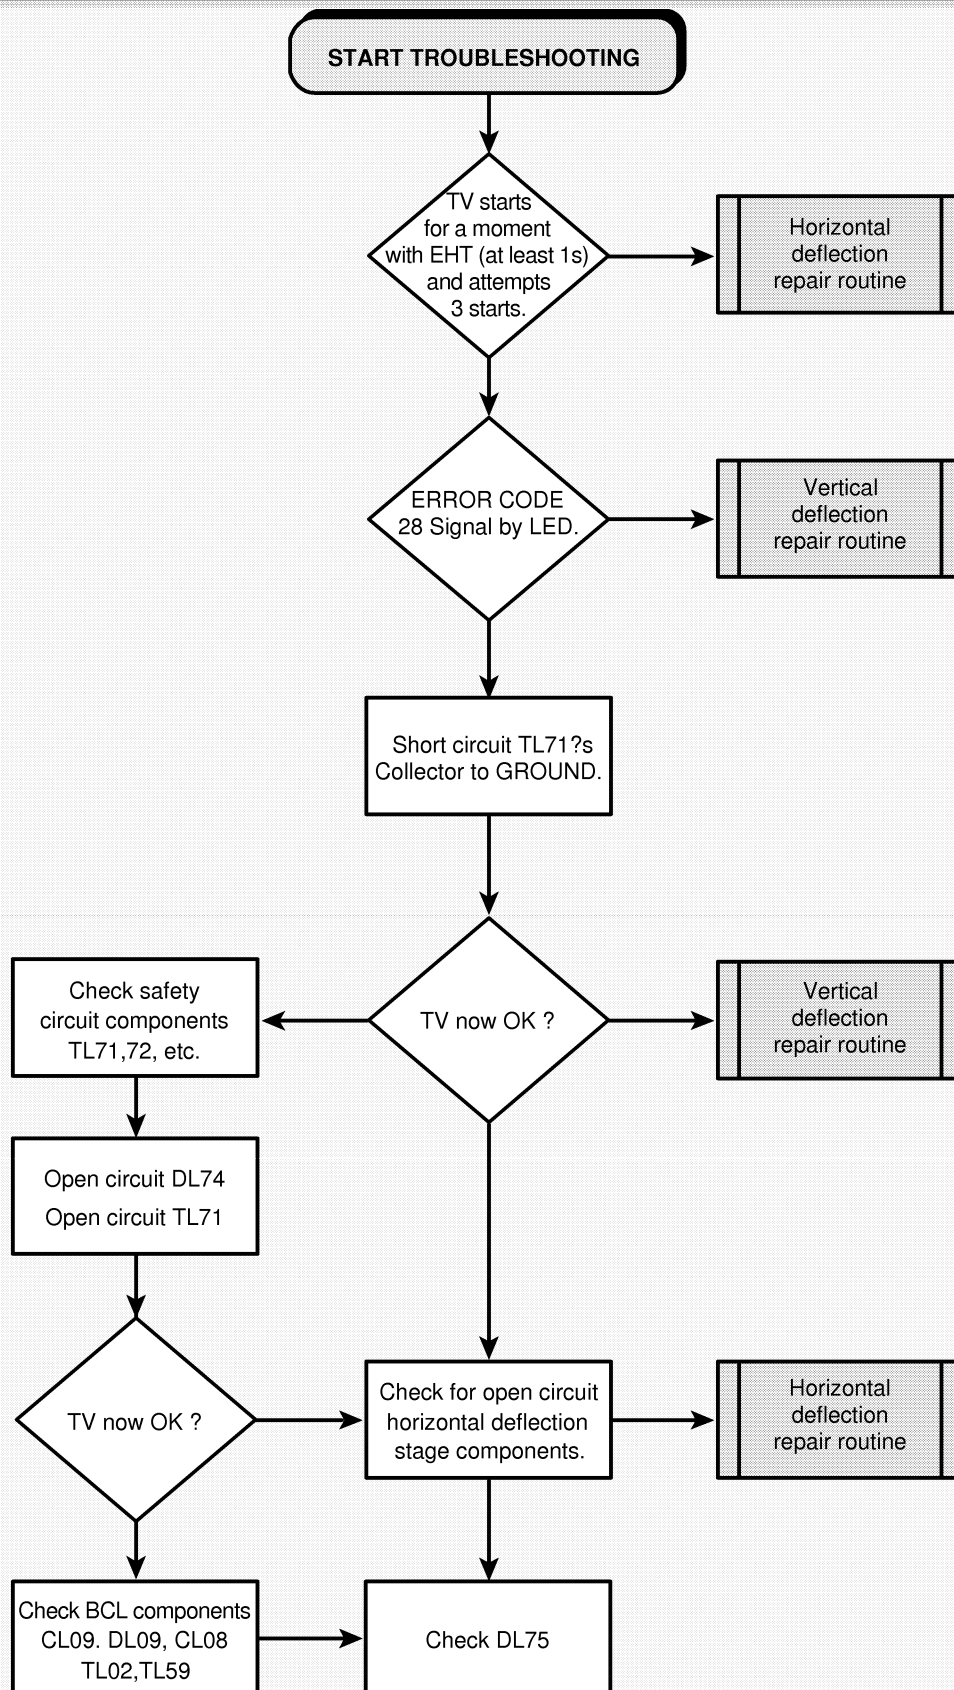 START TROUBLESHOOTING
TV starts
for a moment
with EHT (at least 1s)
and attempts
3 starts.
Horizontal
deflection
repair routine
ERROR CODE
28 Signal by LED.
Vertical
deflection
repair routine
Short circuit TL71?s
Collector to GROUND.
Check safety
circuit components
TL71,72, etc.
TV now OK ?
Vertical
deflection
repair routine
Open circuit DL74
Open circuit TL71
TV now OK ?
Check for open circuit
horizontal deflection
stage components.
Horizontal
deflection
repair routine
Check BCL components
CL09. DL09, CL08
TL02,TL59
Check DL75